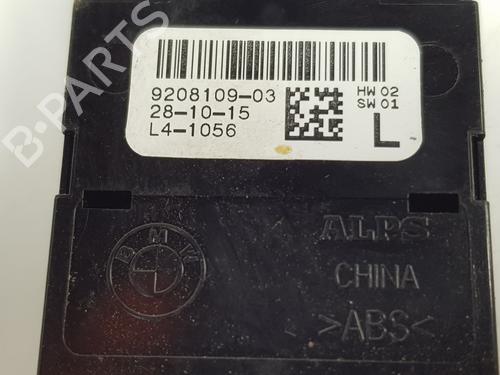 B-PARTS
9208109-03
28-10-15
L4-1056
HW 02
SW 01
L
BMW
ALPS
CHINA
>ABS<